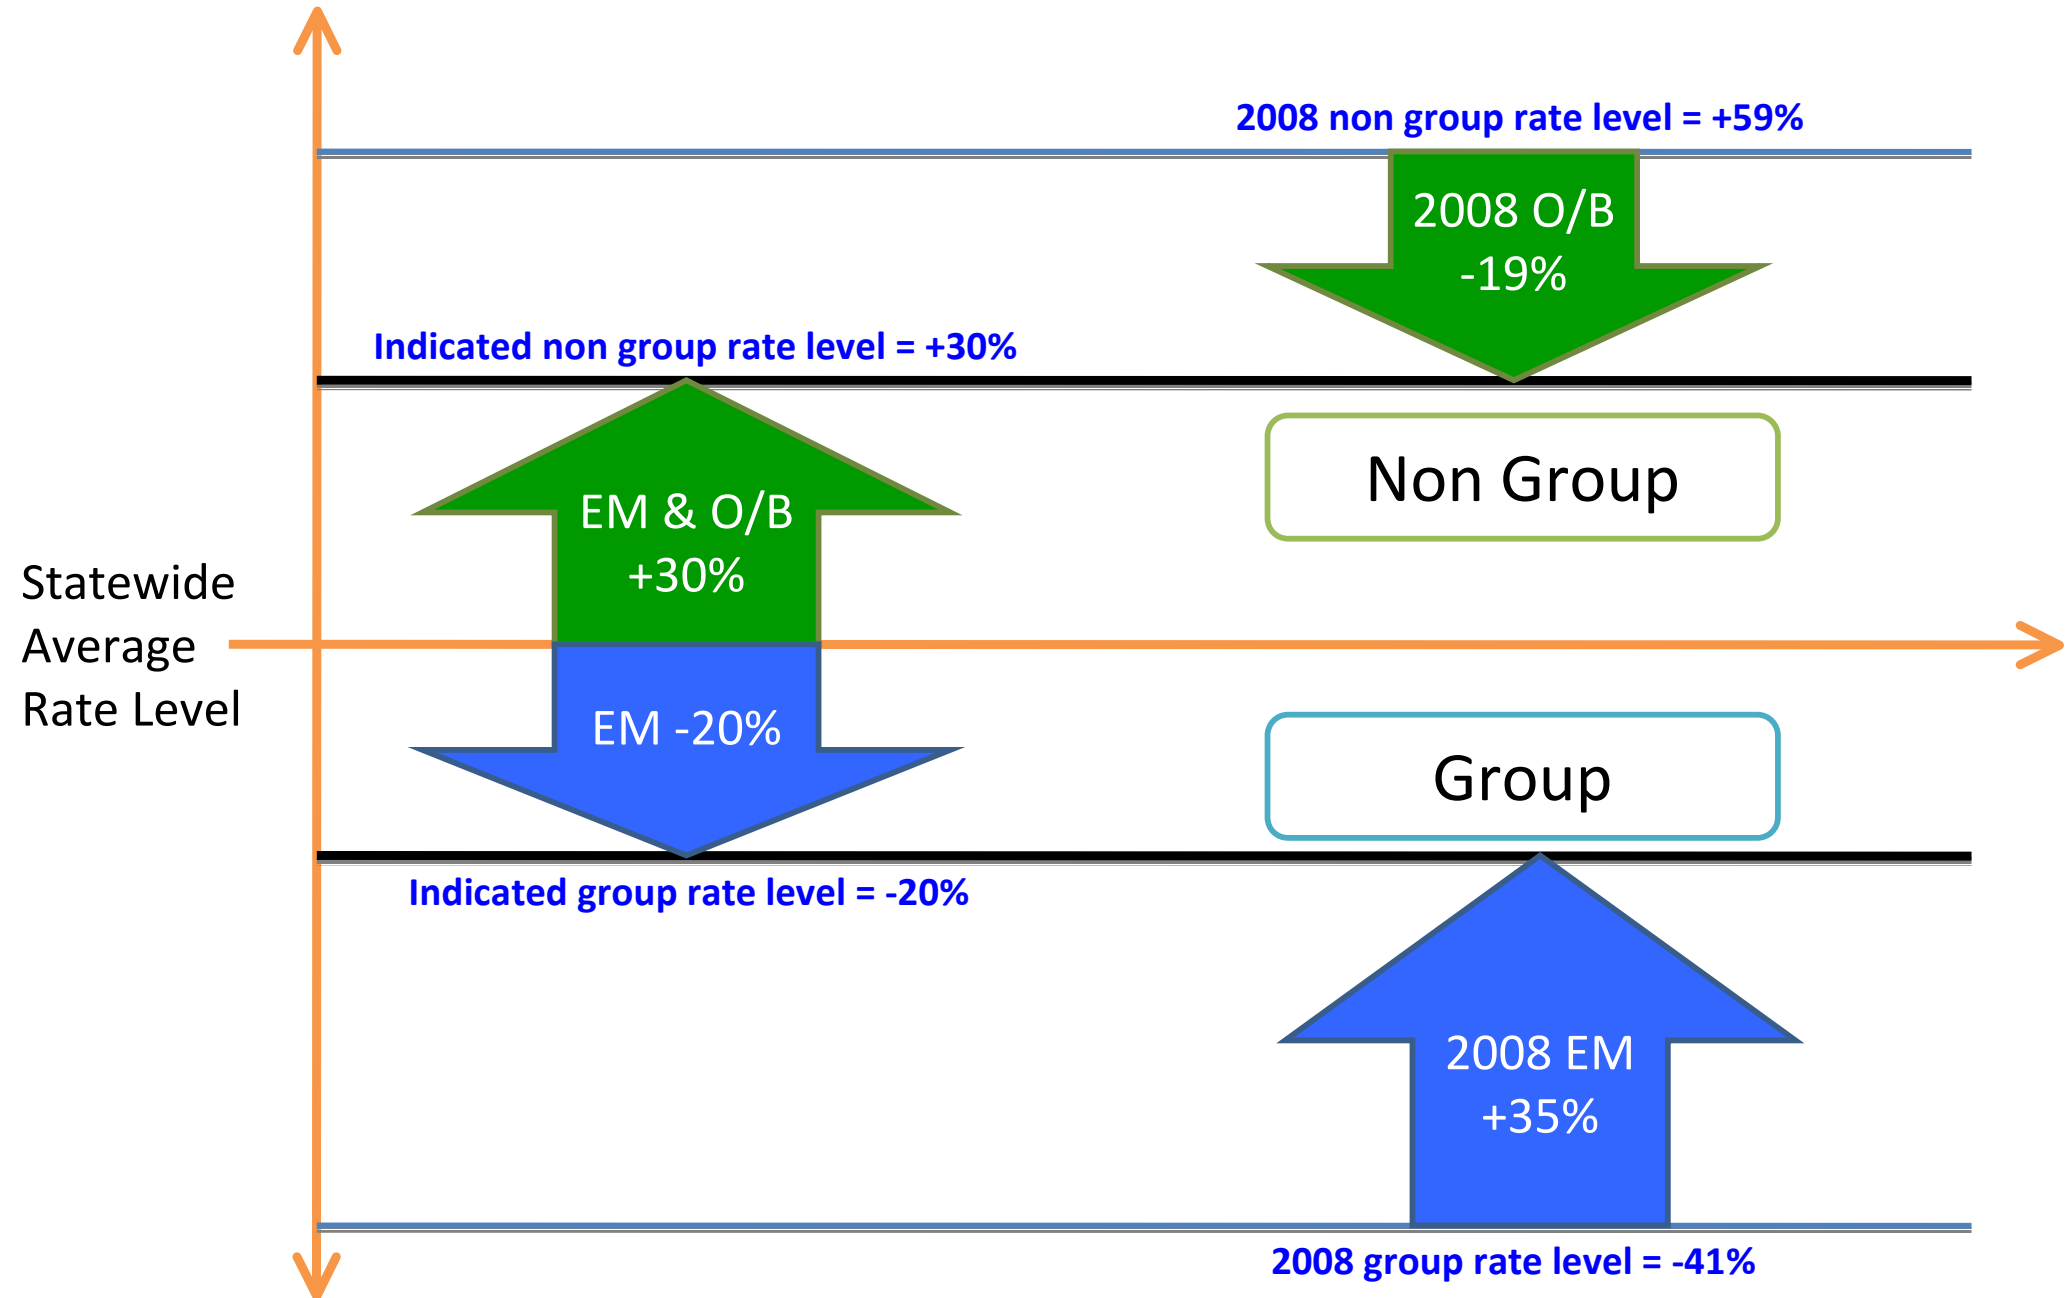 2008 non group rate level = +59%
2008 O/B
-19%
Indicated non group rate level = +30%
EM & O/B
+30%
Non Group
Statewide
Average
Rate Level
EM -20%
Group
Indicated group rate level = -20%
2008 EM
+35%
2008 group rate level = -41%